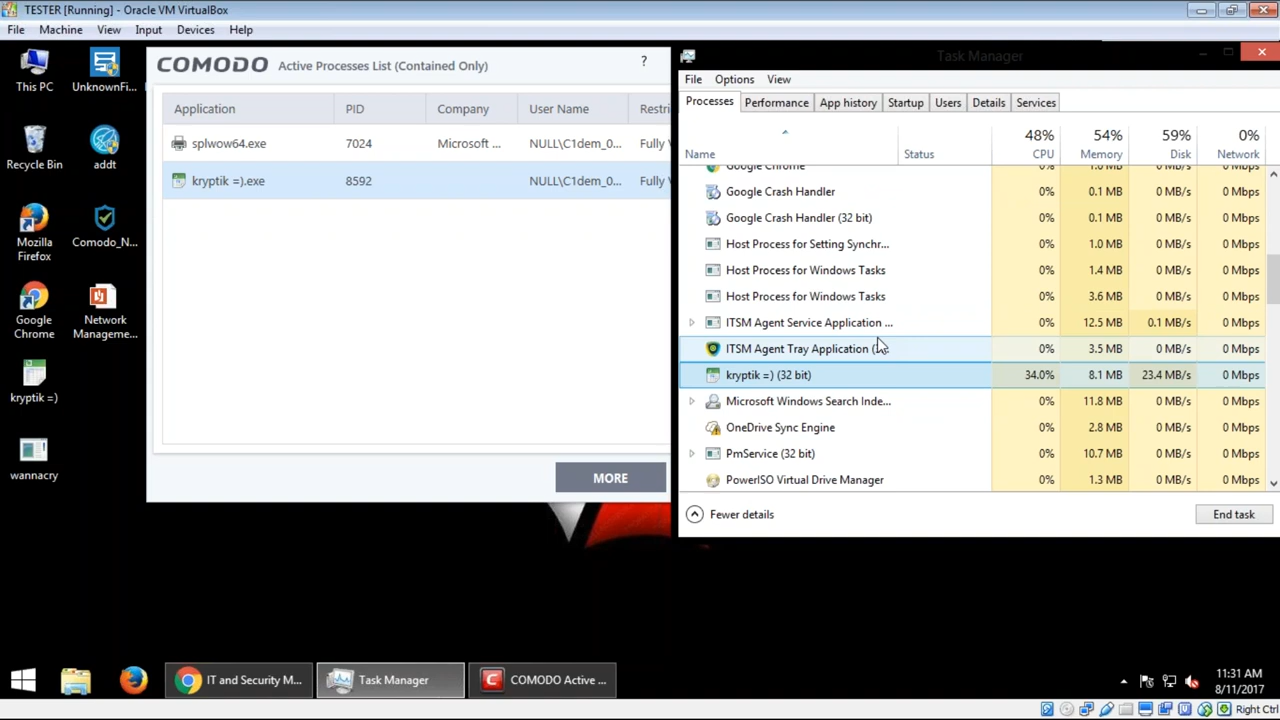 TESTER [Running] - Oracle VM VirtualBox
File Machine View Input Devices Help
This PC
UnknownFi...
Recycle Bin
addt
Mozilla
Firefox
Comodo_N...
Google
Chrome
Network
Manageme...
kryptik =)
wannacry
COMODO Active Processes List (Contained Only) ?
Application PID Company User Name Restri
splwow64.exe 7024 Microsoft ... NULL\C1dem_0... Fully V
kryptik =).exe 8592 NULL\C1dem_0... Fully V
MORE
Task Manager
File Options View
Processes Performance App history Startup Users Details Services
48% 54% 59% 0%
Name Status CPU Memory Disk Network
Google Chrome 0% 1.0 MB 0 MB/s 0 Mbps
Google Crash Handler 0% 0.1 MB 0 MB/s 0 Mbps
Google Crash Handler (32 bit) 0% 0.1 MB 0 MB/s 0 Mbps
Host Process for Setting Synchr... 0% 1.0 MB 0 MB/s 0 Mbps
Host Process for Windows Tasks 0% 1.4 MB 0 MB/s 0 Mbps
Host Process for Windows Tasks 0% 3.6 MB 0 MB/s 0 Mbps
ITSM Agent Service Application ... 0% 12.5 MB 0.1 MB/s 0 Mbps
ITSM Agent Tray Application ( 0% 3.5 MB 0 MB/s 0 Mbps
kryptik =) (32 bit) 34.0% 8.1 MB 23.4 MB/s 0 Mbps
Microsoft Windows Search Inde... 0% 11.8 MB 0 MB/s 0 Mbps
OneDrive Sync Engine 0% 2.8 MB 0 MB/s 0 Mbps
PmService (32 bit) 0% 10.7 MB 0 MB/s 0 Mbps
PowerISO Virtual Drive Manager 0% 1.3 MB 0 MB/s 0 Mbps
Fewer details End task
IT and Security M... Task Manager COMODO Active ...
11:31 AM
8/11/2017
Right Ctrl